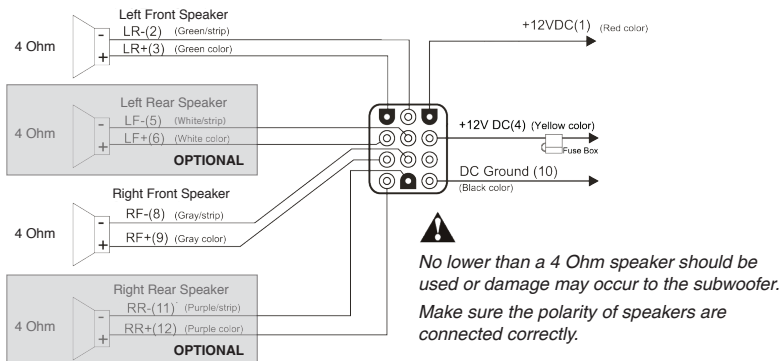 Left Front Speaker
4 Ohm
-
+
LR-(2) (Green/strip)
LR+(3) (Green color)
Left Rear Speaker
4 Ohm
-
+
LF-(5) (White/strip)
LF+(6) (White color)
OPTIONAL
Right Front Speaker
4 Ohm
-
+
RF-(8) (Gray/strip)
RF+(9) (Gray color)
Right Rear Speaker
4 Ohm
-
+
RR-(11) (Purple/strip)
RR+(12) (Purple color)
OPTIONAL
+12VDC(1) (Red color)
+12V DC(4) (Yellow color)
Fuse Box
DC Ground (10)
(Black color)
!
No lower than a 4 Ohm speaker should be
used or damage may occur to the subwoofer.
Make sure the polarity of speakers are
connected correctly.